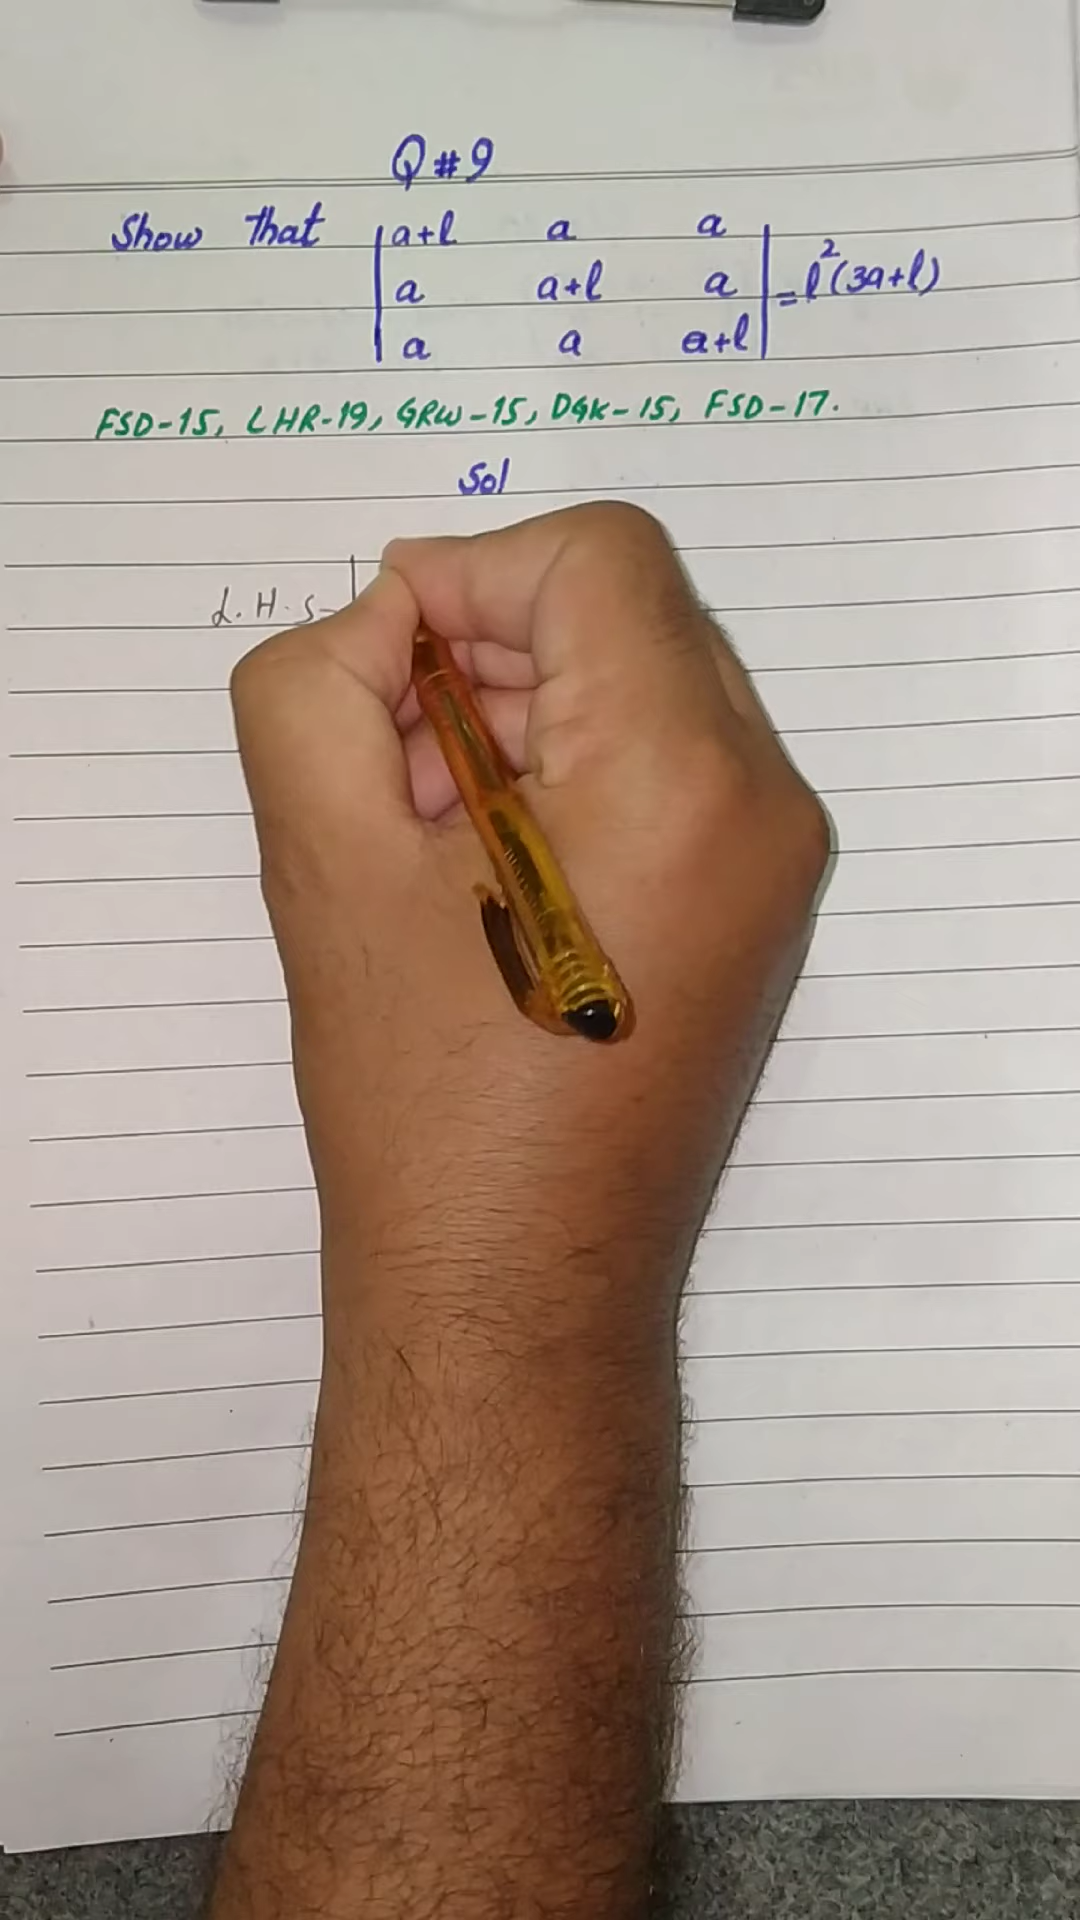 Q#9
Show that |a+l a a|
|a a+l a| = l²(3a+l)
|a a a+l|
FSD-15, LHR-19, GRW-15, DGK-15, FSD-17.
Sol
L.H.S=|